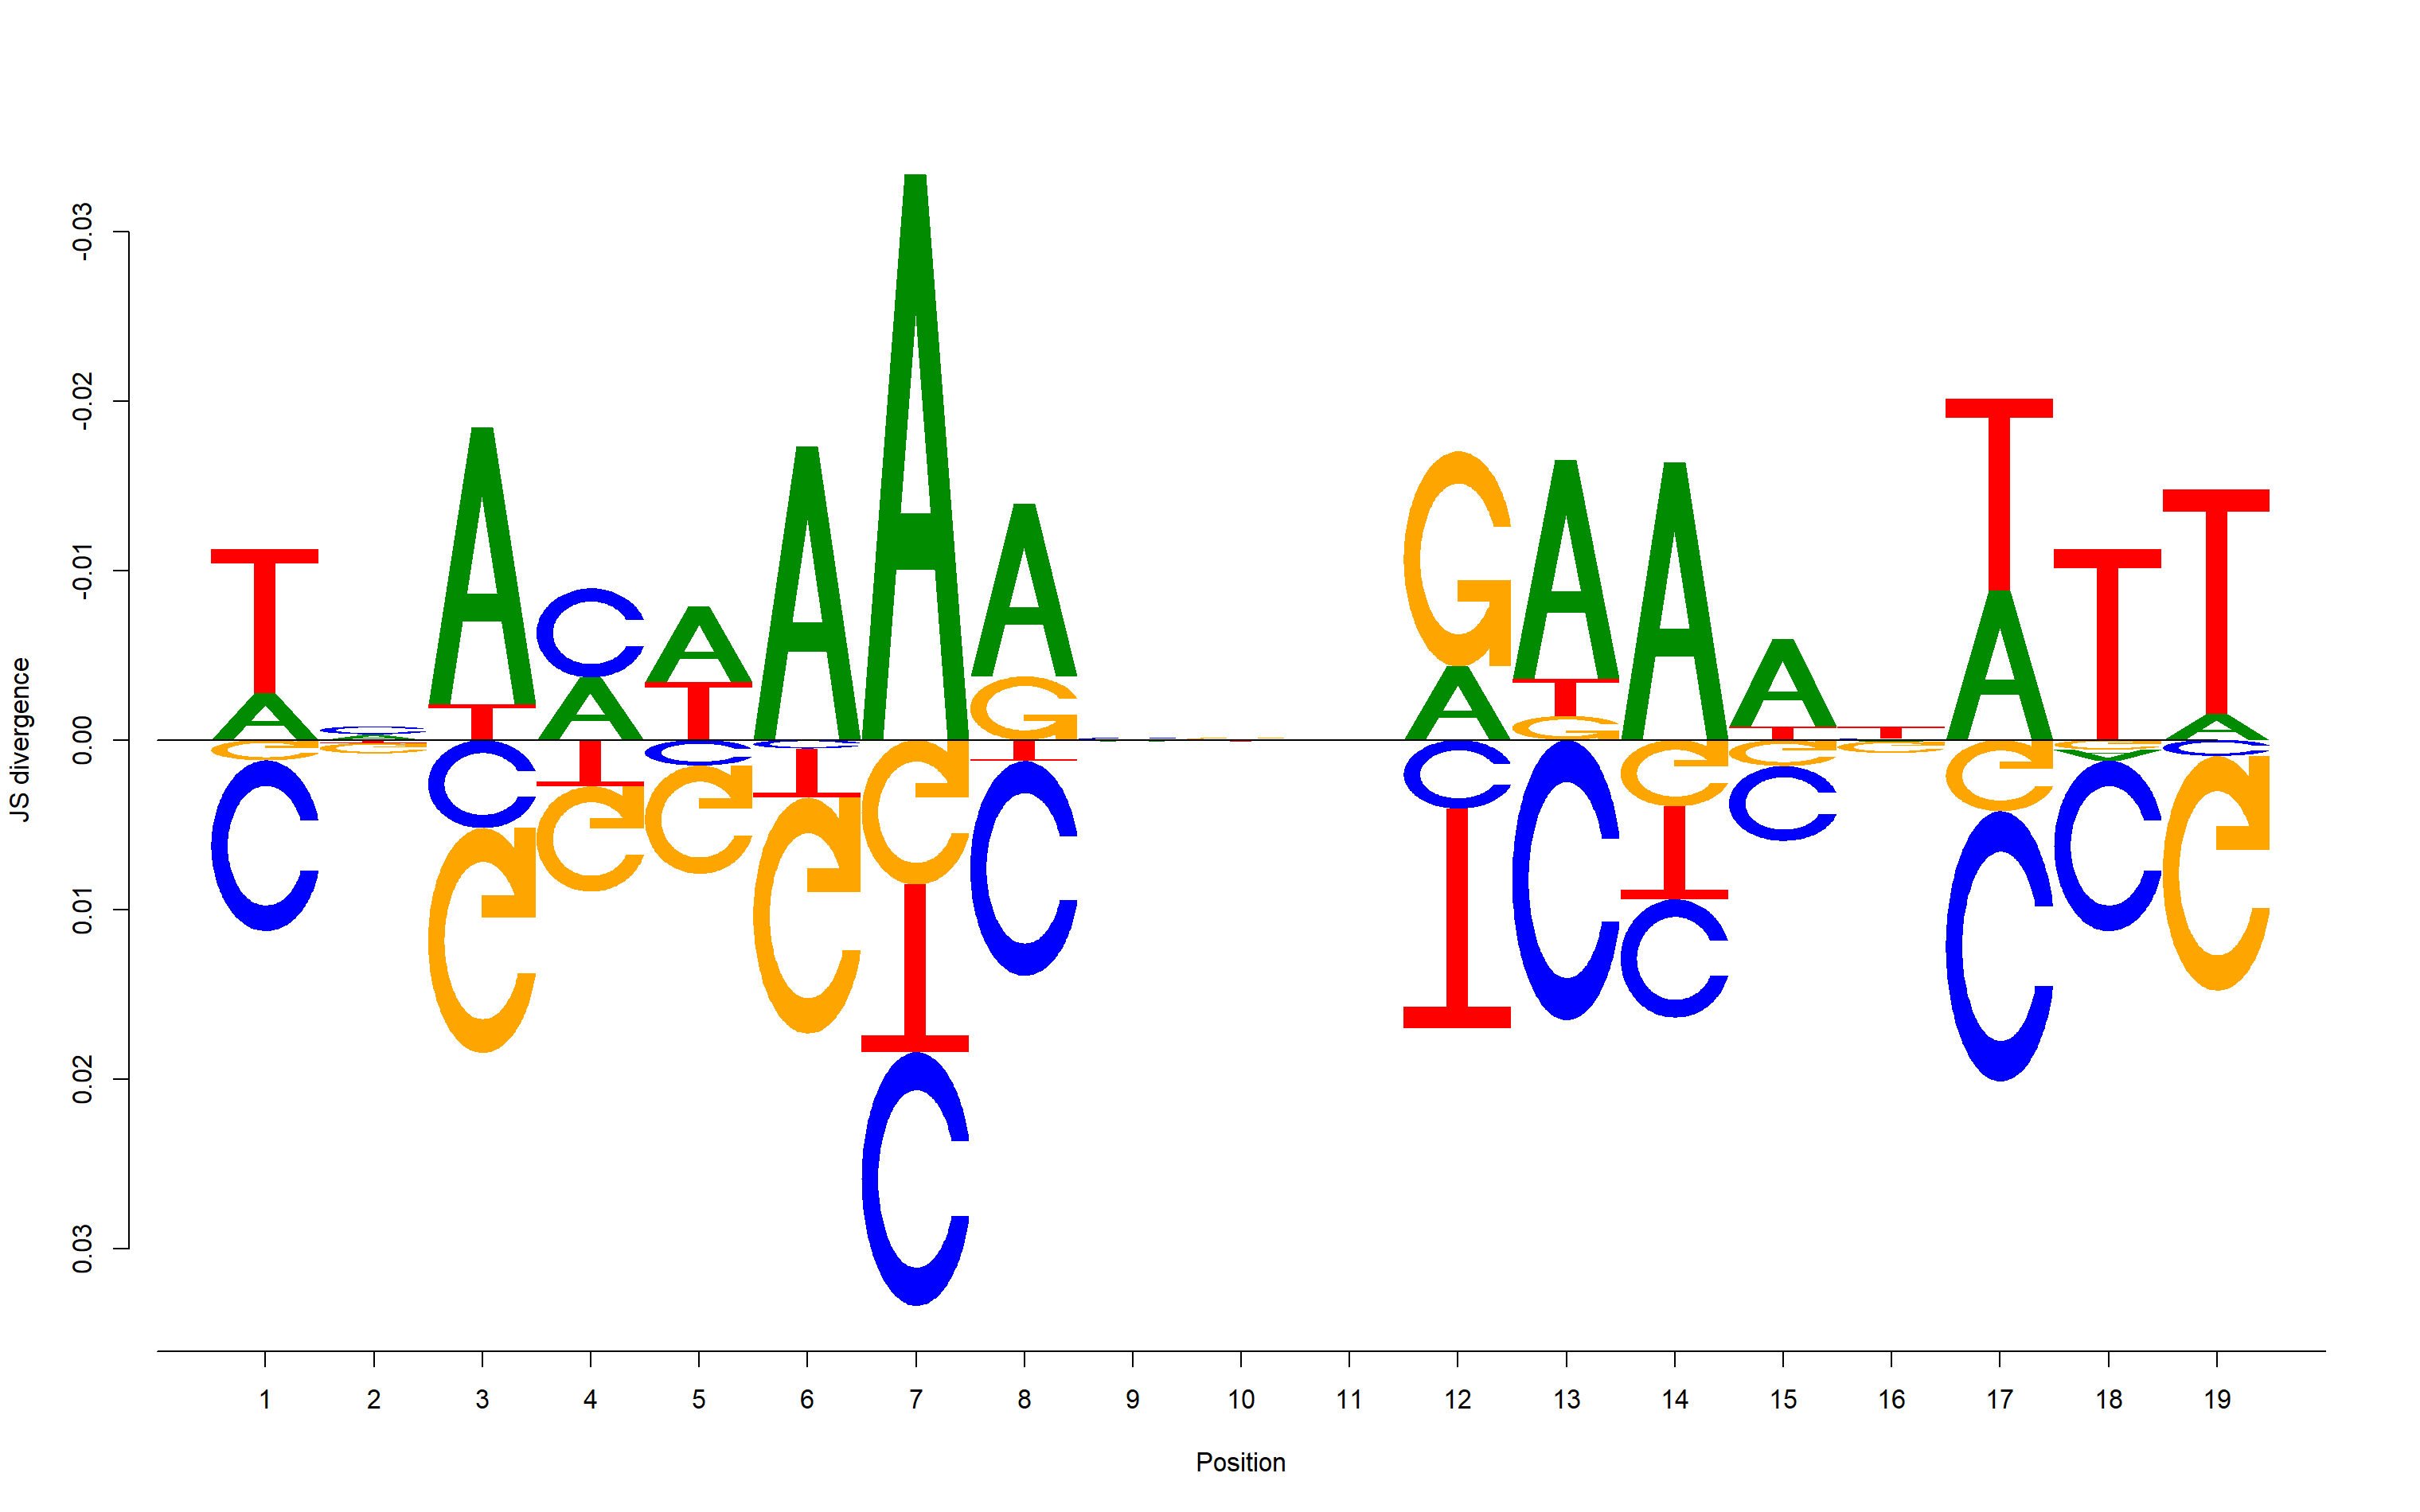 JS divergence
-0.03
-0.02
-0.01
0.00
0.01
0.02
0.03
T A G C
C A T G
A T C G
C A T G
A T C G
A C T G
A G T C
A G T C
G A C T
A T G C
A G T C
A T G C
T G
T A G C
T G A C
T A C G
1 2 3 4 5 6 7 8 9 10 11 12 13 14 15 16 17 18 19
Position